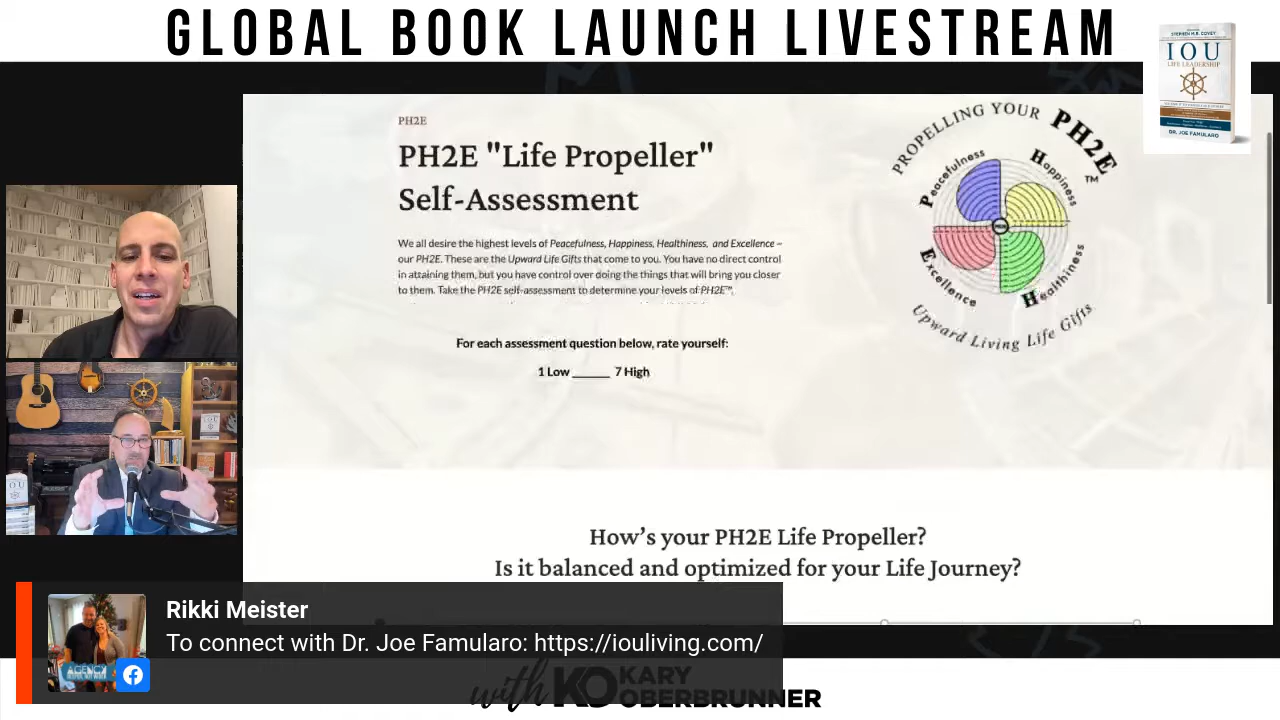 GLOBAL BOOK LAUNCH LIVESTREAM
STEPHEN M.R. COVEY
IOU
LIFE LEADERSHIP
DR. JOE FAMULARO
PH2E
PH2E "Life Propeller"
Self-Assessment
We all desire the highest levels of Peacefulness, Happiness, Healthiness, and Excellence –
our PH2E. These are the Upward Life Gifts that come to you. You have no direct control
in attaining them, but you have control over doing the things that will bring you closer
to them. Take the PH2E self-assessment to determine your levels of PH2E™.
For each assessment question below, rate yourself:
1 Low ______ 7 High
PROPELLING YOUR PH2E™
Peacefulness
Happiness
Excellence
Healthiness
Upward Living Life Gifts
How’s your PH2E Life Propeller?
Is it balanced and optimized for your Life Journey?
Rikki Meister
To connect with Dr. Joe Famularo: https://iouliving.com/
AGENCY
with KO KARY
OBERBRUNNER